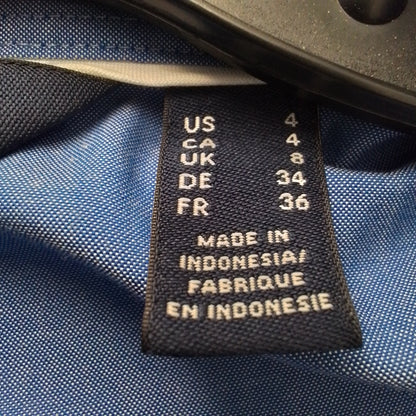 US 4
CA 4
UK 8
DE 34
FR 36
MADE IN
INDONESIA/
FABRIQUE
EN INDONESIE